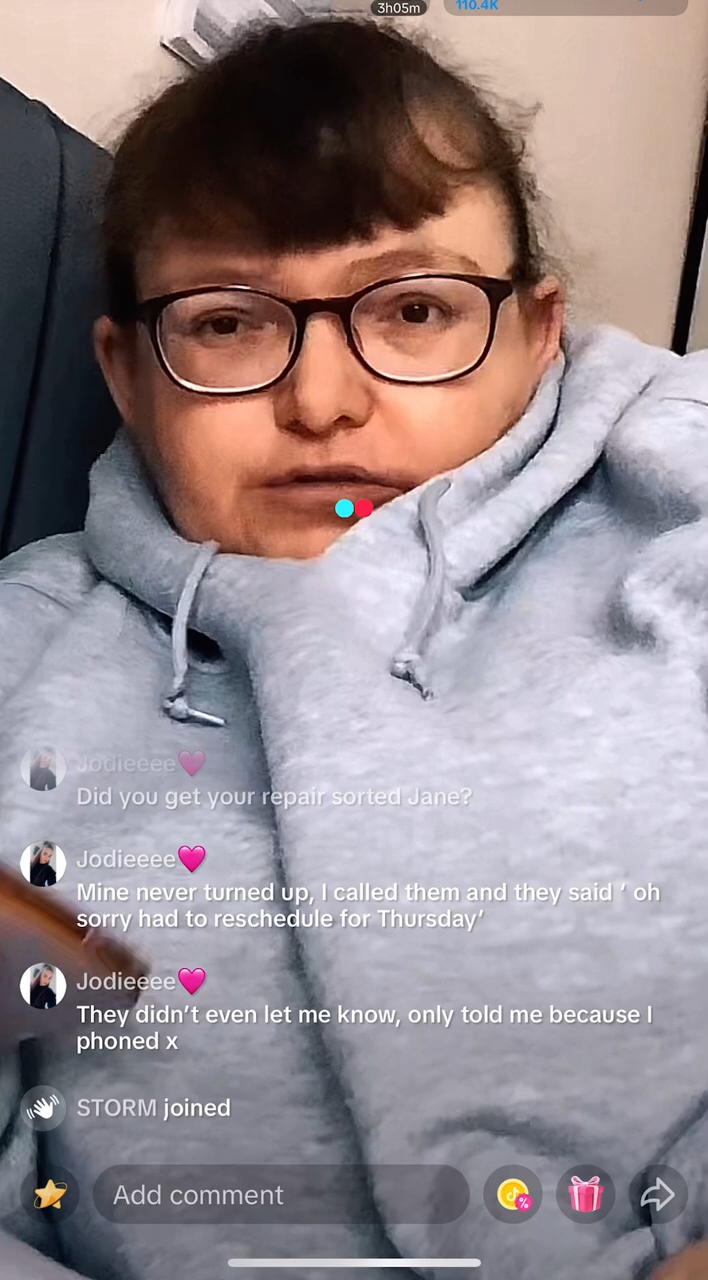 3h05m
110.4K
Jodieeee🩷
Did you get your repair sorted Jane?
Jodieeee🩷
Mine never turned up, I called them and they said ‘ oh
sorry had to reschedule for Thursday’
Jodieeee🩷
They didn’t even let me know, only told me because I
phoned x
STORM joined
Add comment